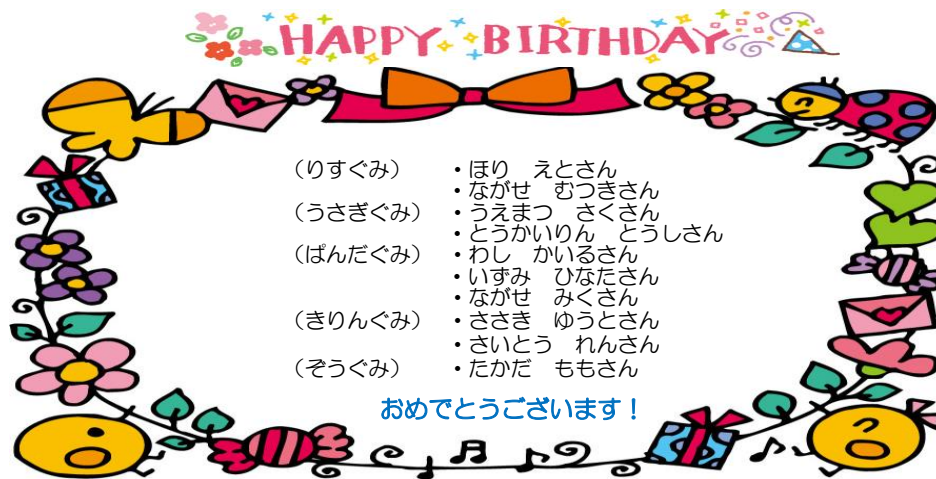 HAPPY BIRTHDAY
（りすぐみ）　・ほり　えとさん
・ながせ　むつきさん
（うさぎぐみ）　・うえまつ　さくさん
・とうかいりん　とうしさん
（ぱんだぐみ）　・わし　かいるさん
・いずみ　ひなたさん
・ながせ　みくさん
（きりんぐみ）　・ささき　ゆうとさん
・さいとう　れんさん
（ぞうぐみ）　・たかだ　ももさん
おめでとうございます！